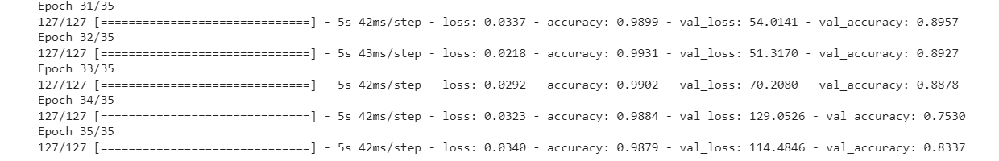 Epoch 31/35
127/127 [==============================] - 5s 42ms/step - loss: 0.0337 - accuracy: 0.9899 - val_loss: 54.0141 - val_accuracy: 0.8957
Epoch 32/35
127/127 [==============================] - 5s 43ms/step - loss: 0.0218 - accuracy: 0.9931 - val_loss: 51.3170 - val_accuracy: 0.8927
Epoch 33/35
127/127 [==============================] - 5s 42ms/step - loss: 0.0292 - accuracy: 0.9902 - val_loss: 70.2080 - val_accuracy: 0.8878
Epoch 34/35
127/127 [==============================] - 5s 42ms/step - loss: 0.0323 - accuracy: 0.9884 - val_loss: 129.0526 - val_accuracy: 0.7530
Epoch 35/35
127/127 [==============================] - 5s 42ms/step - loss: 0.0340 - accuracy: 0.9879 - val_loss: 114.4846 - val_accuracy: 0.8337